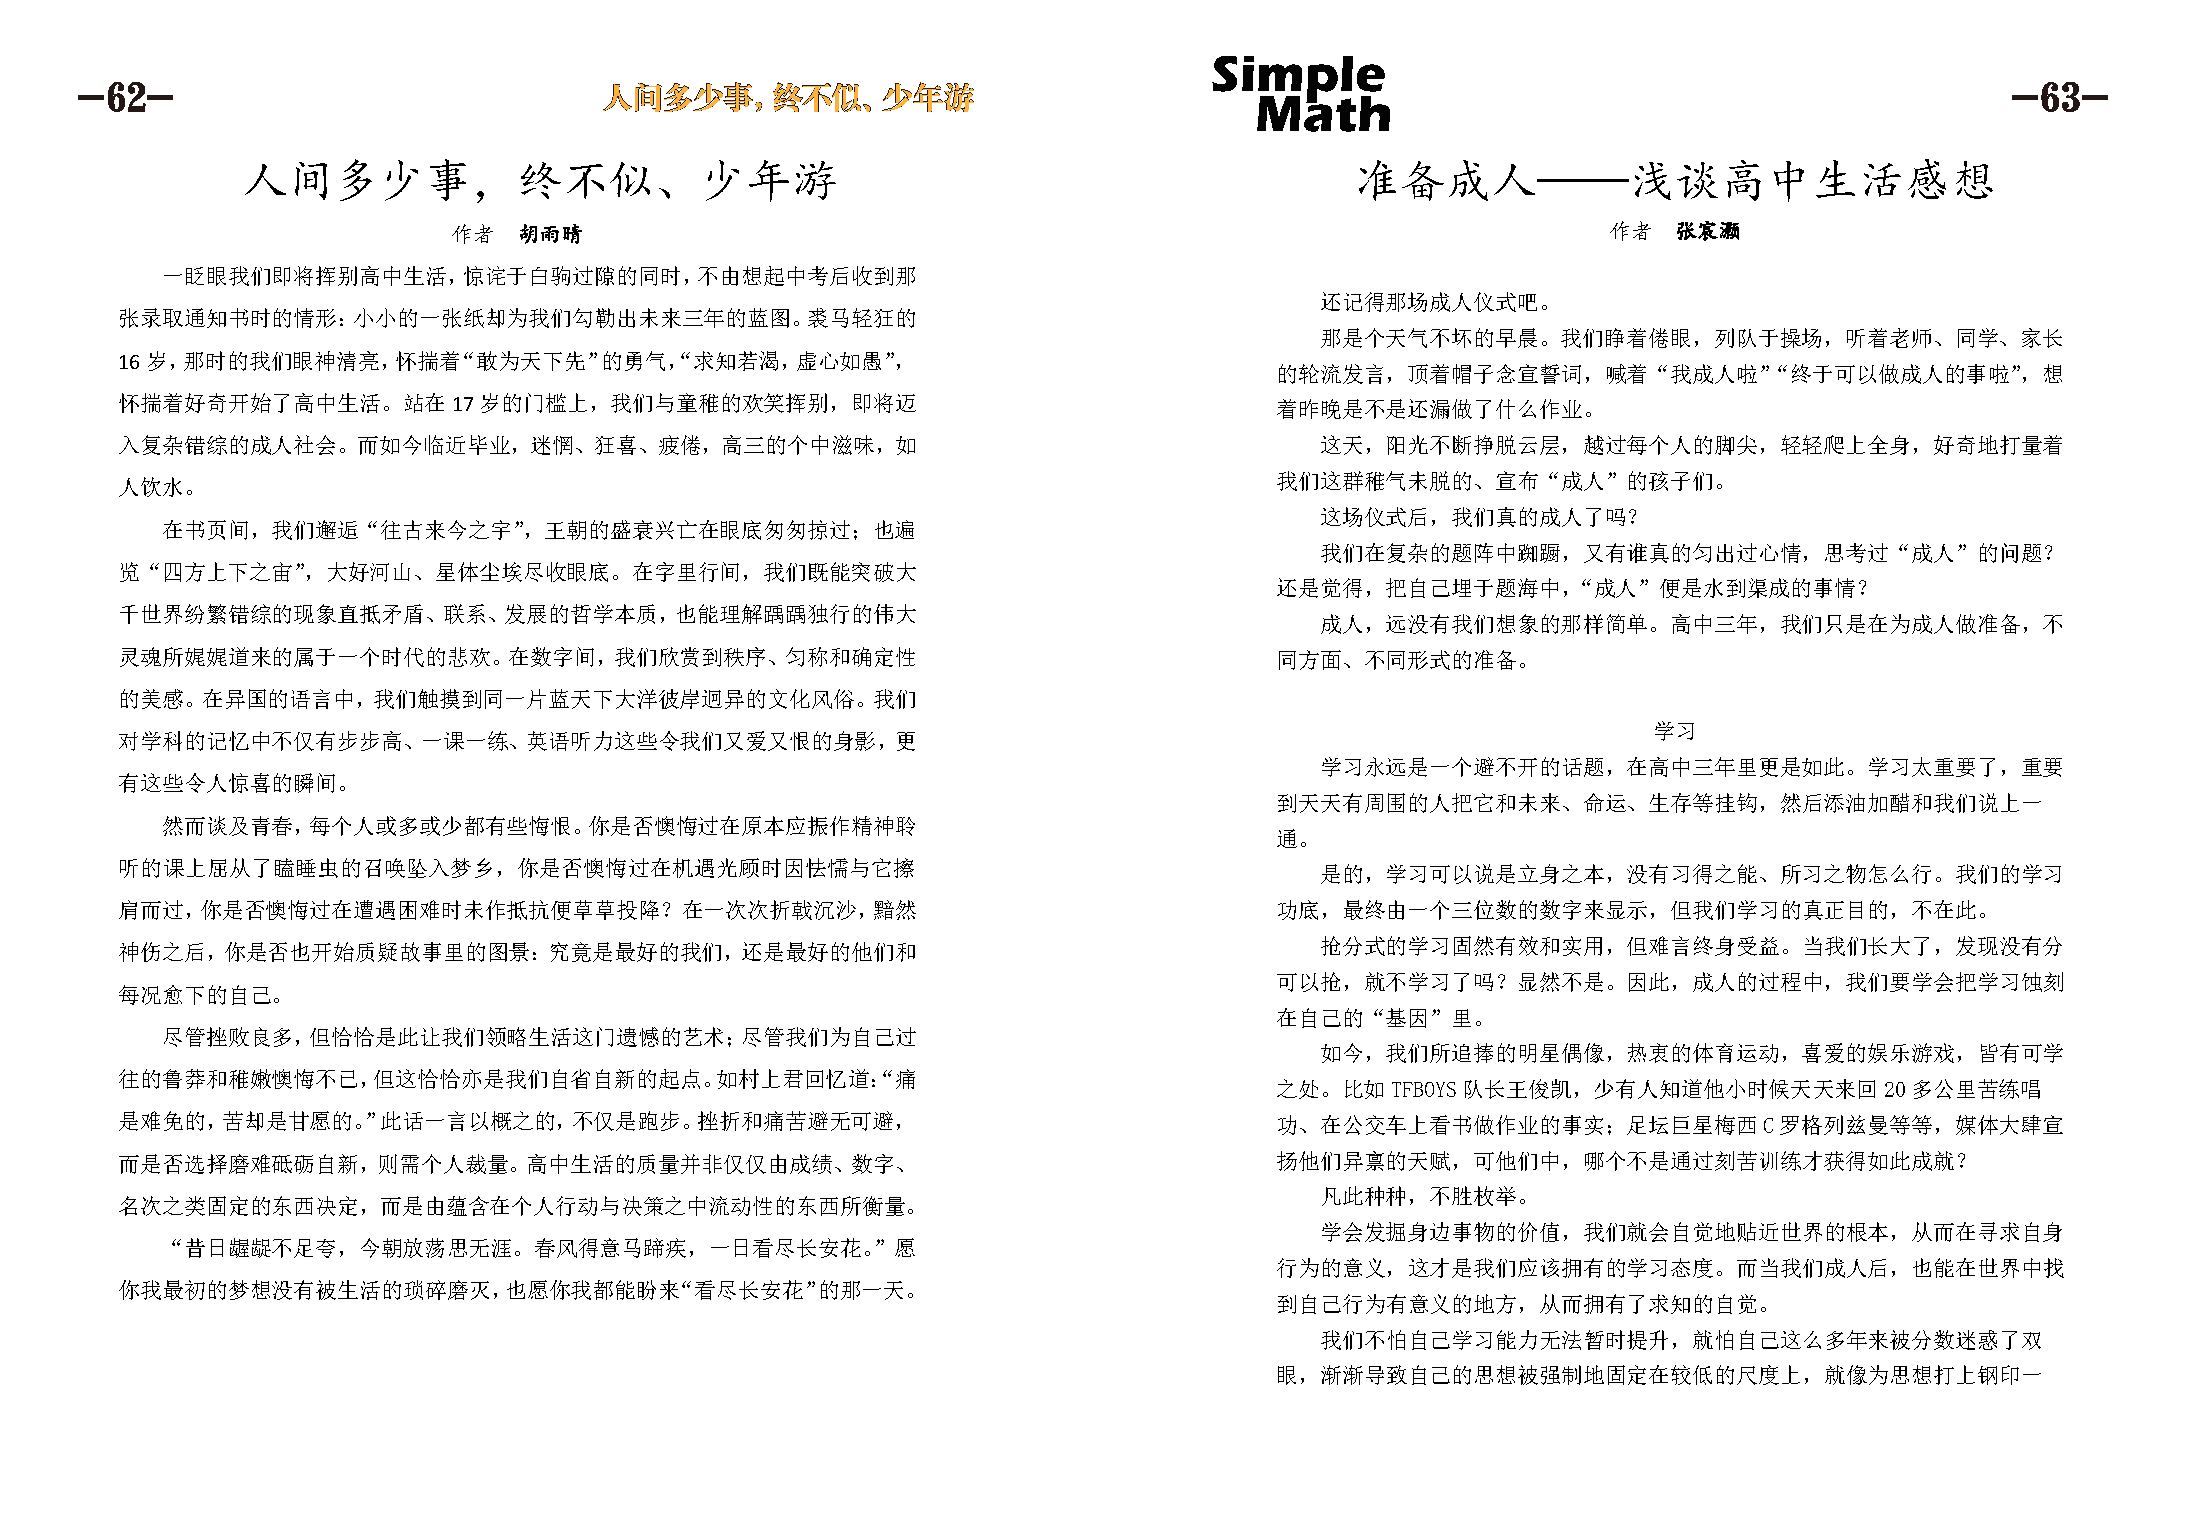 -62-
人间多少事，终不似、少年游
人间多少事，终不似、少年游
作者 胡雨晴
一眨眼我们即将挥别高中生活，惊诧于白驹过隙的同时，不由想起中考后收到那
张录取通知书时的情形：小小的一张纸却为我们勾勒出未来三年的蓝图。裘马轻狂的
16 岁，那时的我们眼神清亮，怀揣着“敢为天下先”的勇气，“求知若渴，虚心如愚”，
怀揣着好奇开始了高中生活。站在 17 岁的门槛上，我们与童稚的欢笑挥别，即将迈
入复杂错综的成人社会。而如今临近毕业，迷惘、狂喜、疲倦，高三的个中滋味，如
人饮水。
在书页间，我们邂逅“往古来今之宇”，王朝的盛衰兴亡在眼底匆匆掠过；也遍
览“四方上下之宙”，大好河山、星体尘埃尽收眼底。在字里行间，我们既能突破大
千世界纷繁错综的现象直抵矛盾、联系、发展的哲学本质，也能理解踽踽独行的伟大
灵魂所娓娓道来的属于一个时代的悲欢。在数字间，我们欣赏到秩序、匀称和确定性
的美感。在异国的语言中，我们触摸到同一片蓝天下大洋彼岸迥异的文化风俗。我们
对学科的记忆中不仅有步步高、一课一练、英语听力这些令我们又爱又恨的身影，更
有这些令人惊喜的瞬间。
然而谈及青春，每个人或多或少都有些悔恨。你是否懊悔过在原本应振作精神聆
听的课上屈从了瞌睡虫的召唤坠入梦乡，你是否懊悔过在机遇光顾时因怯懦与它擦
肩而过，你是否懊悔过在遭遇困难时未作抵抗便草草投降？在一次次折戟沉沙，黯然
神伤之后，你是否也开始质疑故事里的图景：究竟是最好的我们，还是最好的他们和
每况愈下的自己。
尽管挫败良多，但恰恰是此让我们领略生活这门遗憾的艺术；尽管我们为自己过
往的鲁莽和稚嫩懊悔不已，但这恰恰亦是我们自省自新的起点。如村上君回忆道：“痛
是难免的，苦却是甘愿的。”此话一言以概之的，不仅是跑步。挫折和痛苦避无可避，
而是否选择磨难砥砺自新，则需个人裁量。高中生活的质量并非仅仅由成绩、数字、
名次之类固定的东西决定，而是由蕴含在个人行动与决策之中流动性的东西所衡量。
“昔日龌龊不足夸，今朝放荡思无涯。春风得意马蹄疾，一日看尽长安花。”愿
你我最初的梦想没有被生活的琐碎磨灭，也愿你我都能盼来“看尽长安花”的那一天。
Simple
Math
-63-
准备成人——浅谈高中生活感想
作者 张宸灏
还记得那场成人仪式吧。
那是个天气不坏的早晨。我们睁着倦眼，列队于操场，听着老师、同学、家长
的轮流发言，顶着帽子念宣誓词，喊着“我成人啦”“终于可以做成人的事啦”，想
着昨晚是不是还漏做了什么作业。
这天，阳光不断挣脱云层，越过每个人的脚尖，轻轻爬上全身，好奇地打量着
我们这群稚气未脱的、宣布“成人”的孩子们。
这场仪式后，我们真的成人了吗？
我们在复杂的题阵中踟蹰，又有谁真的匀出过心情，思考过“成人”的问题？
还是觉得，把自己埋于题海中，“成人”便是水到渠成的事情？
成人，远没有我们想象的那样简单。高中三年，我们只是在为成人做准备，不
同方面、不同形式的准备。
学习
学习永远是一个避不开的话题，在高中三年里更是如此。学习太重要了，重要
到天天有周围的人把它和未来、命运、生存等挂钩，然后添油加醋和我们说上一
通。
是的，学习可以说是立身之本，没有习得之能、所习之物怎么行。我们的学习
功底，最终由一个三位数的数字来显示，但我们学习的真正目的，不在此。
抢分式的学习固然有效和实用，但难言终身受益。当我们长大了，发现没有分
可以抢，就不学习了吗？显然不是。因此，成人的过程中，我们要学会把学习蚀刻
在自己的“基因”里。
如今，我们所追捧的明星偶像，热衷的体育运动，喜爱的娱乐游戏，皆有可学
之处。比如 TFBOYS 队长王俊凯，少有人知道他小时候天天来回 20 多公里苦练唱
功、在公交车上看书做作业的事实；足坛巨星梅西 C 罗格列兹曼等等，媒体大肆宣
扬他们异禀的天赋，可他们中，哪个不是通过刻苦训练才获得如此成就？
凡此种种，不胜枚举。
学会发掘身边事物的价值，我们就会自觉地贴近世界的根本，从而在寻求自身
行为的意义，这才是我们应该拥有的学习态度。而当我们成人后，也能在世界中找
到自己行为有意义的地方，从而拥有了求知的自觉。
我们不怕自己学习能力无法暂时提升，就怕自己这么多年来被分数迷惑了双
眼，渐渐导致自己的思想被强制地固定在较低的尺度上，就像为思想打上钢印一